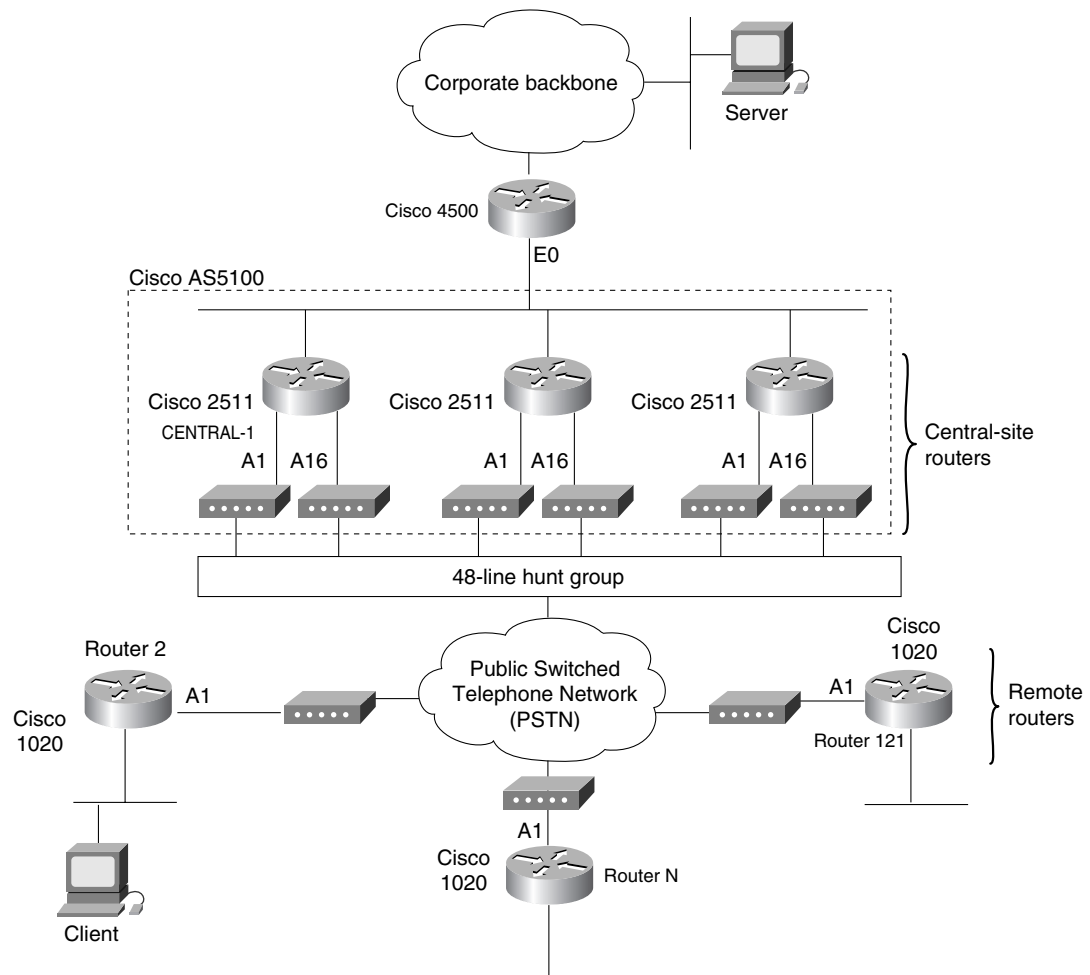 Corporate backbone
Server
Cisco 4500
E0
Cisco AS5100
Cisco 2511
CENTRAL-1
A1
A16
Cisco 2511
A1
A16
Cisco 2511
A1
A16
Central-site
routers
48-line hunt group
Router 2
A1
Cisco
1020
Public Switched
Telephone Network
(PSTN)
Cisco
1020
A1
Router 121
Remote
routers
A1
Cisco
1020
Router N
Client